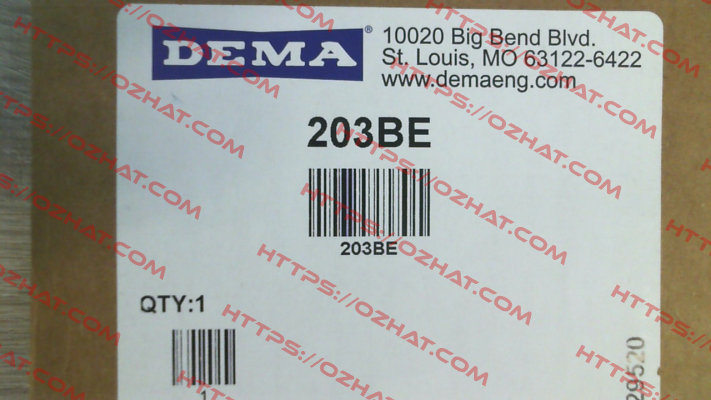 DEMA®
10020 Big Bend Blvd.
St. Louis, MO 63122-6422
www.demaeng.com
203BE
203BE
QTY:1
1
29520
HTTPS://OZHAT.COM